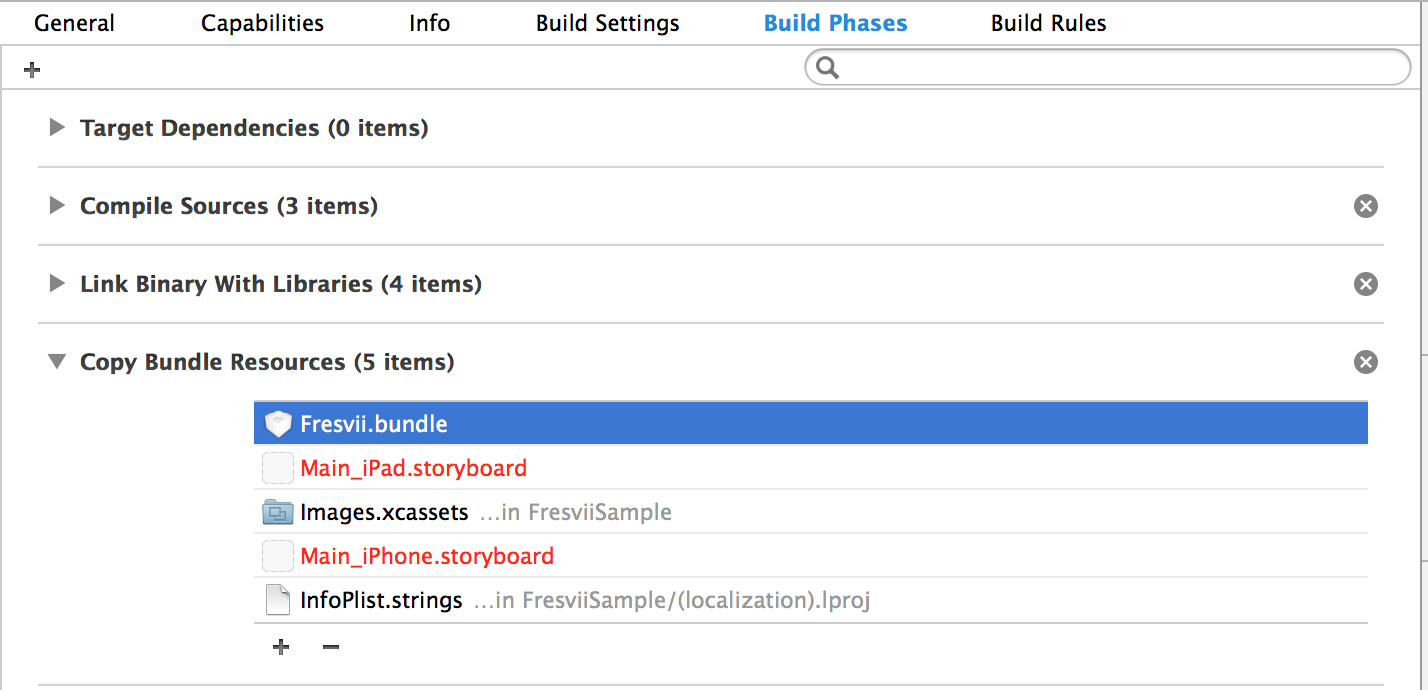 General Capabilities Info Build Settings Build Phases Build Rules
Target Dependencies (0 items)
Compile Sources (3 items)
Link Binary With Libraries (4 items)
Copy Bundle Resources (5 items)
Fresvii.bundle
Main_iPad.storyboard
Images.xcassets ...in FresviiSample
Main_iPhone.storyboard
InfoPlist.strings ...in FresviiSample/(localization).lproj